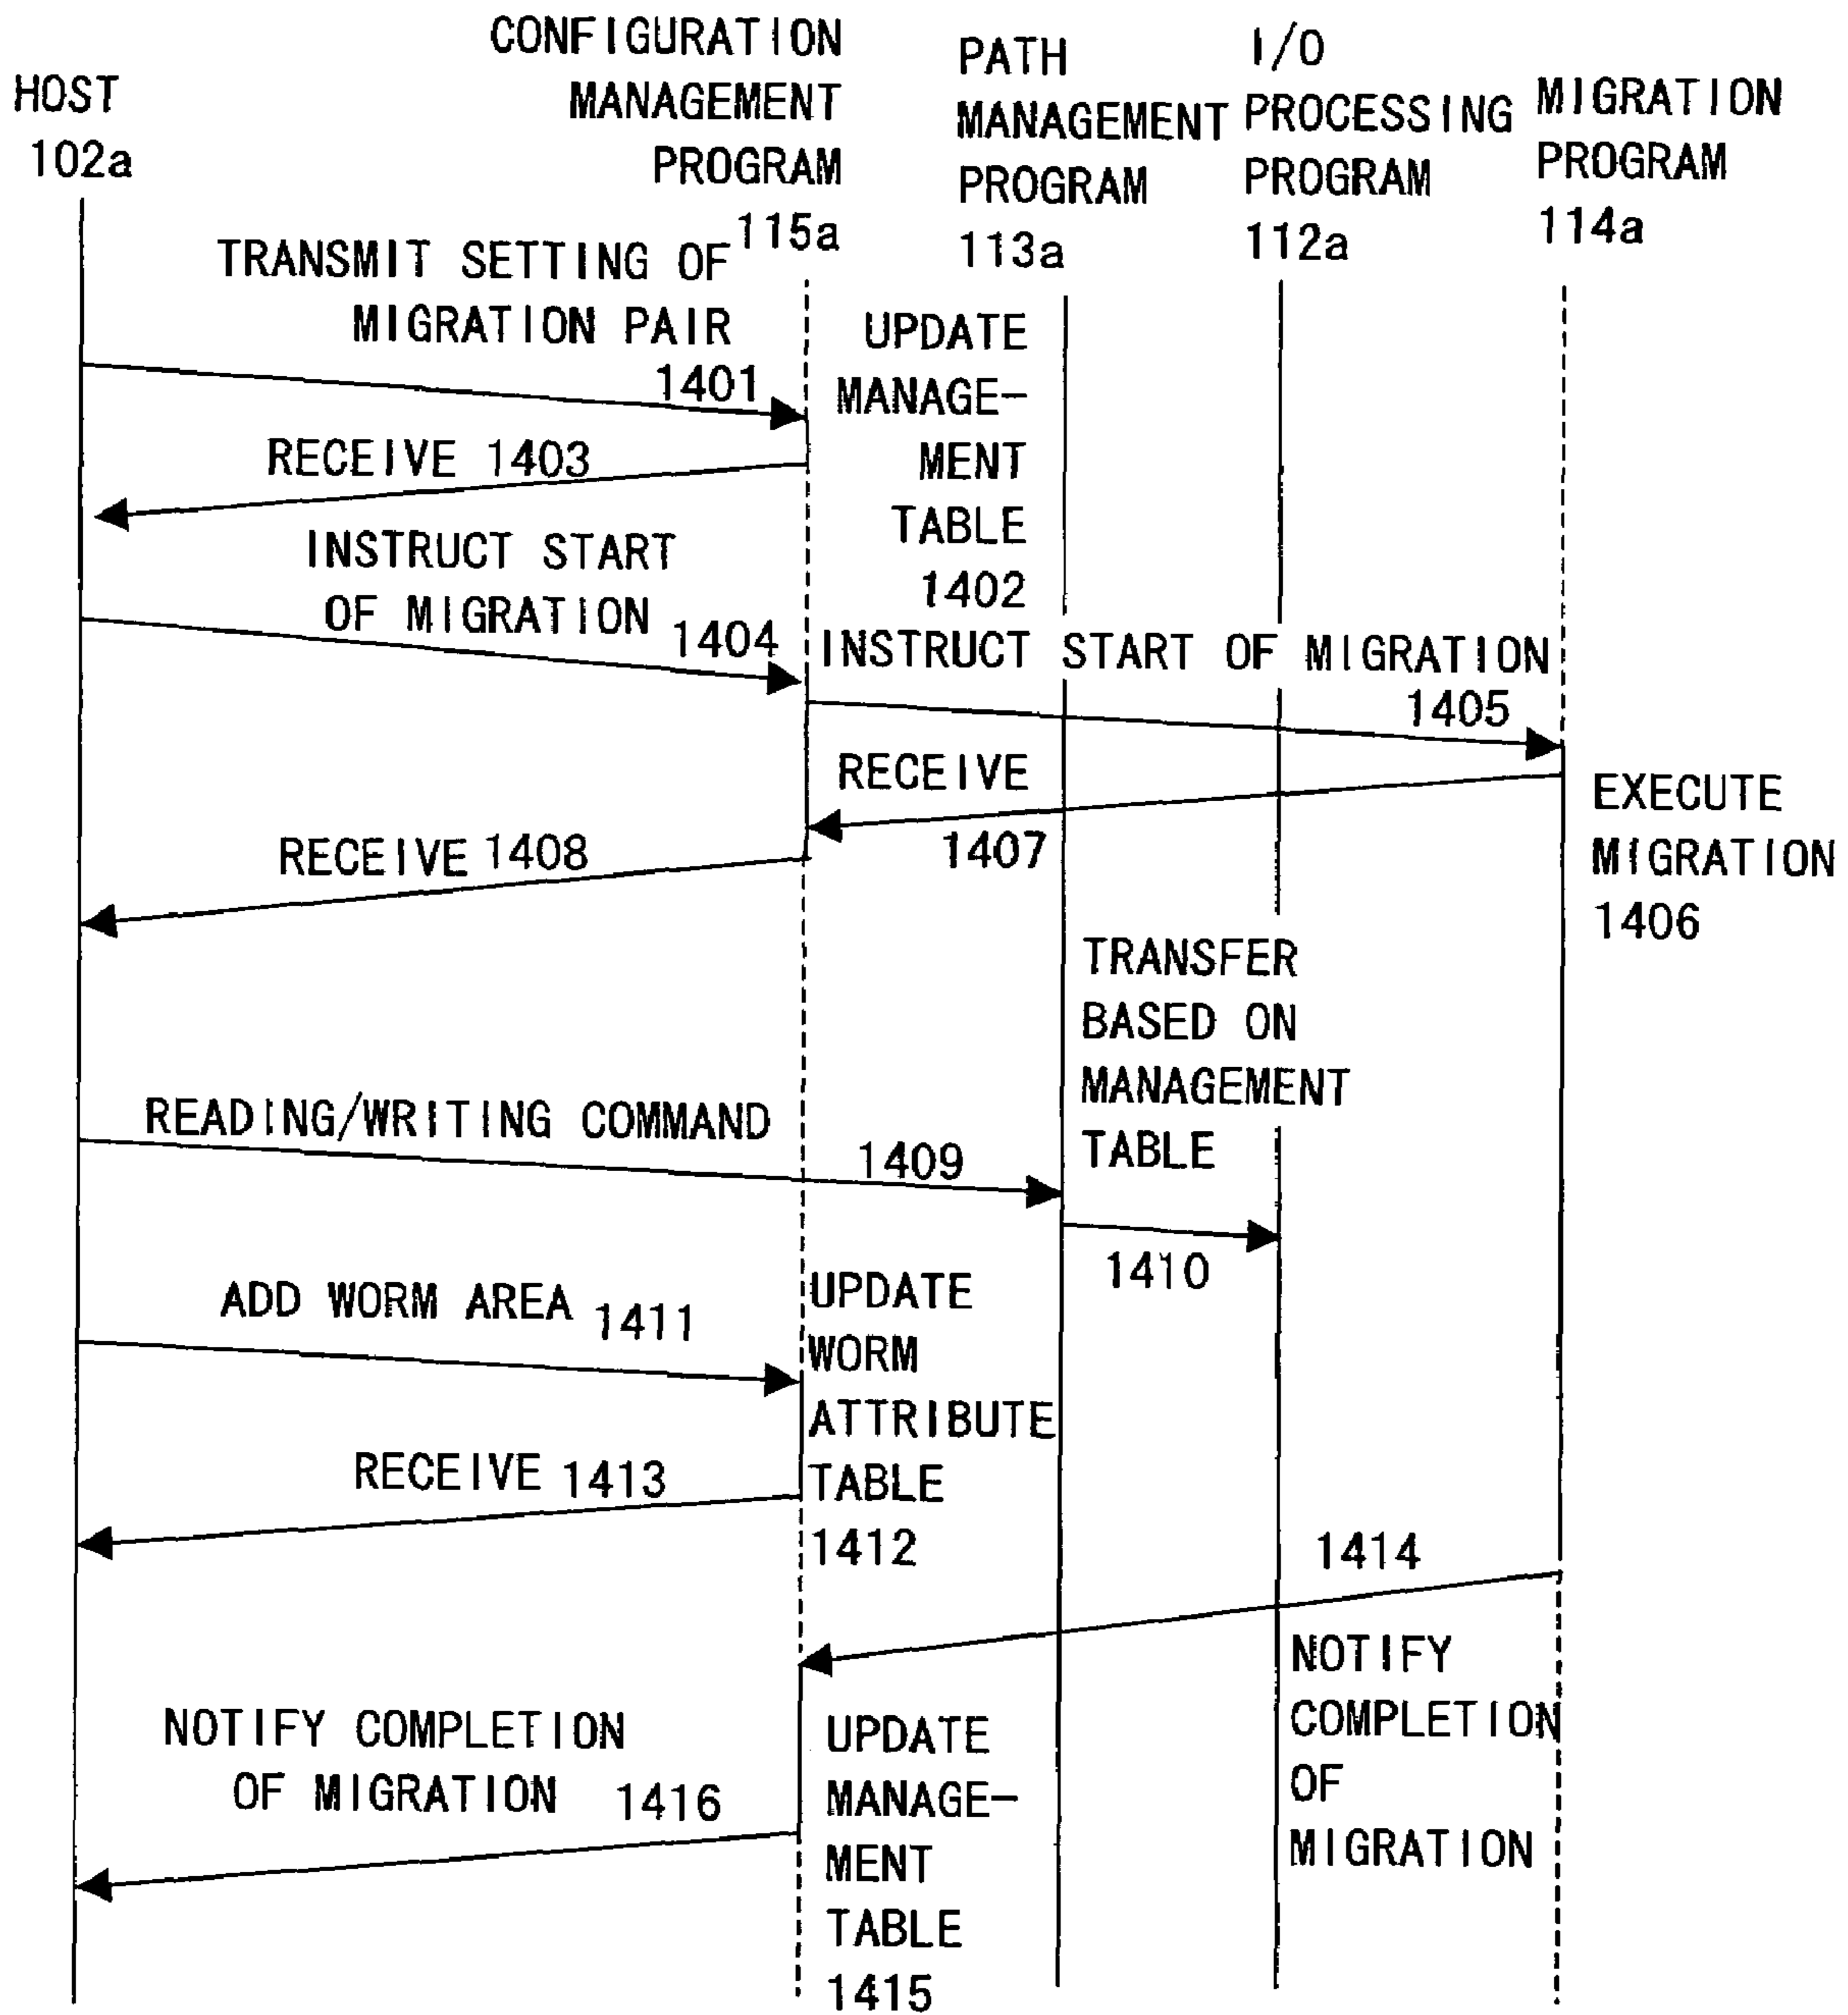 HOST
102a
CONFIGURATION
MANAGEMENT
PROGRAM
115a
PATH
MANAGEMENT
PROGRAM
113a
I/O
PROCESSING
PROGRAM
112a
MIGRATION
PROGRAM
114a
TRANSMIT SETTING OF
MIGRATION PAIR
1401
UPDATE
MANAGE-
MENT
TABLE
1402
RECEIVE 1403
INSTRUCT START
OF MIGRATION 1404
INSTRUCT START OF MIGRATION
1405
EXECUTE
MIGRATION
1406
RECEIVE
1407
RECEIVE 1408
READING/WRITING COMMAND
1409
TRANSFER
BASED ON
MANAGEMENT
TABLE
1410
ADD WORM AREA 1411
UPDATE
WORM
ATTRIBUTE
TABLE
1412
RECEIVE 1413
1414
NOTIFY
COMPLETION
OF
MIGRATION
UPDATE
MANAGE-
MENT
TABLE
1415
NOTIFY COMPLETION
OF MIGRATION 1416